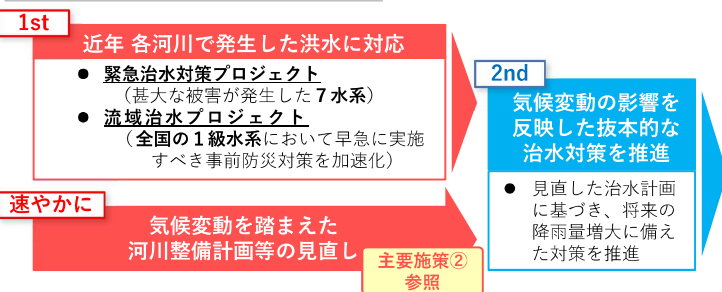 1st
近年 各河川で発生した洪水に対応
● 緊急治水対策プロジェクト
（甚大な被害が発生した７水系）
● 流域治水プロジェクト
（全国の１級水系において早急に実施
すべき事前防災対策を加速化）
速やかに
気候変動を踏まえた
河川整備計画等の見直し
主要施策②
参照
2nd
気候変動の影響を
反映した抜本的な
治水対策を推進
● 見直した治水計画
に基づき、将来の
降雨量増大に備え
た対策を推進